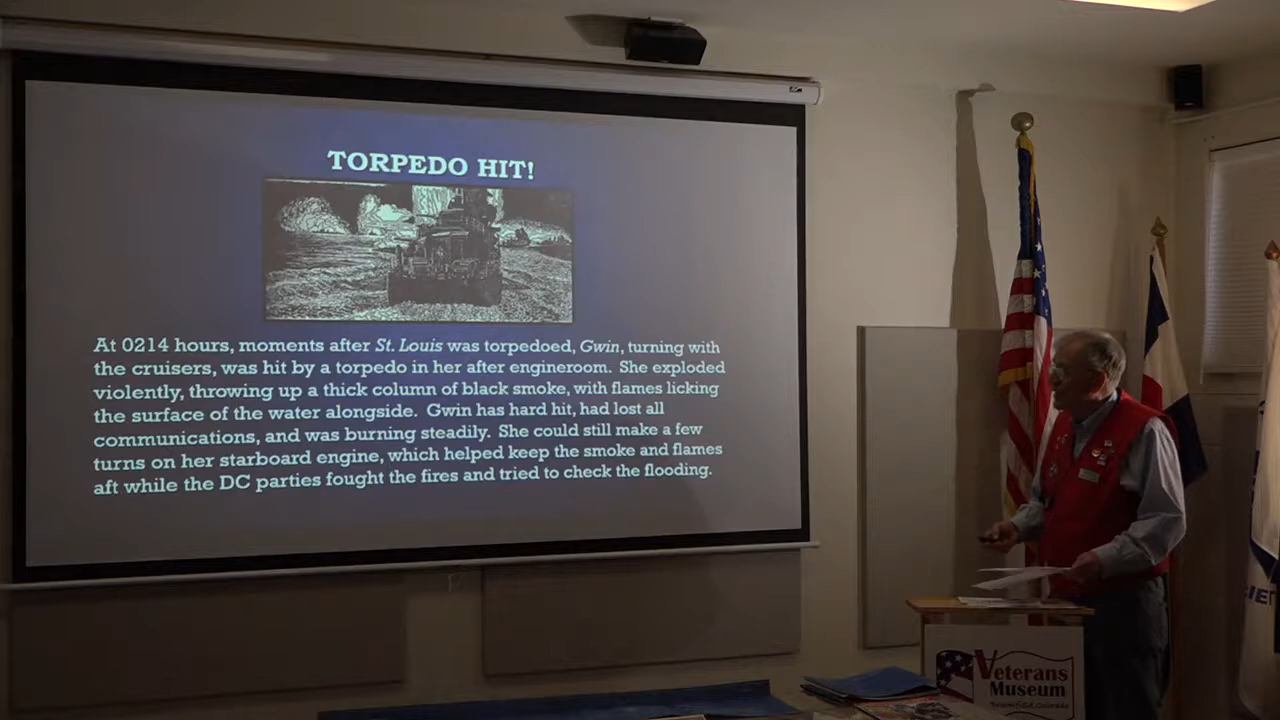 TORPEDO HIT!
At 0214 hours, moments after St. Louis was torpedoed, Gwin, turning with
the cruisers, was hit by a torpedo in her after engineroom. She exploded
violently, throwing up a thick column of black smoke, with flames licking
the surface of the water alongside. Gwin has hard hit, had lost all
communications, and was burning steadily. She could still make a few
turns on her starboard engine, which helped keep the smoke and flames
aft while the DC parties fought the fires and tried to check the flooding.
Veterans
Museum
Broomfield, Colorado